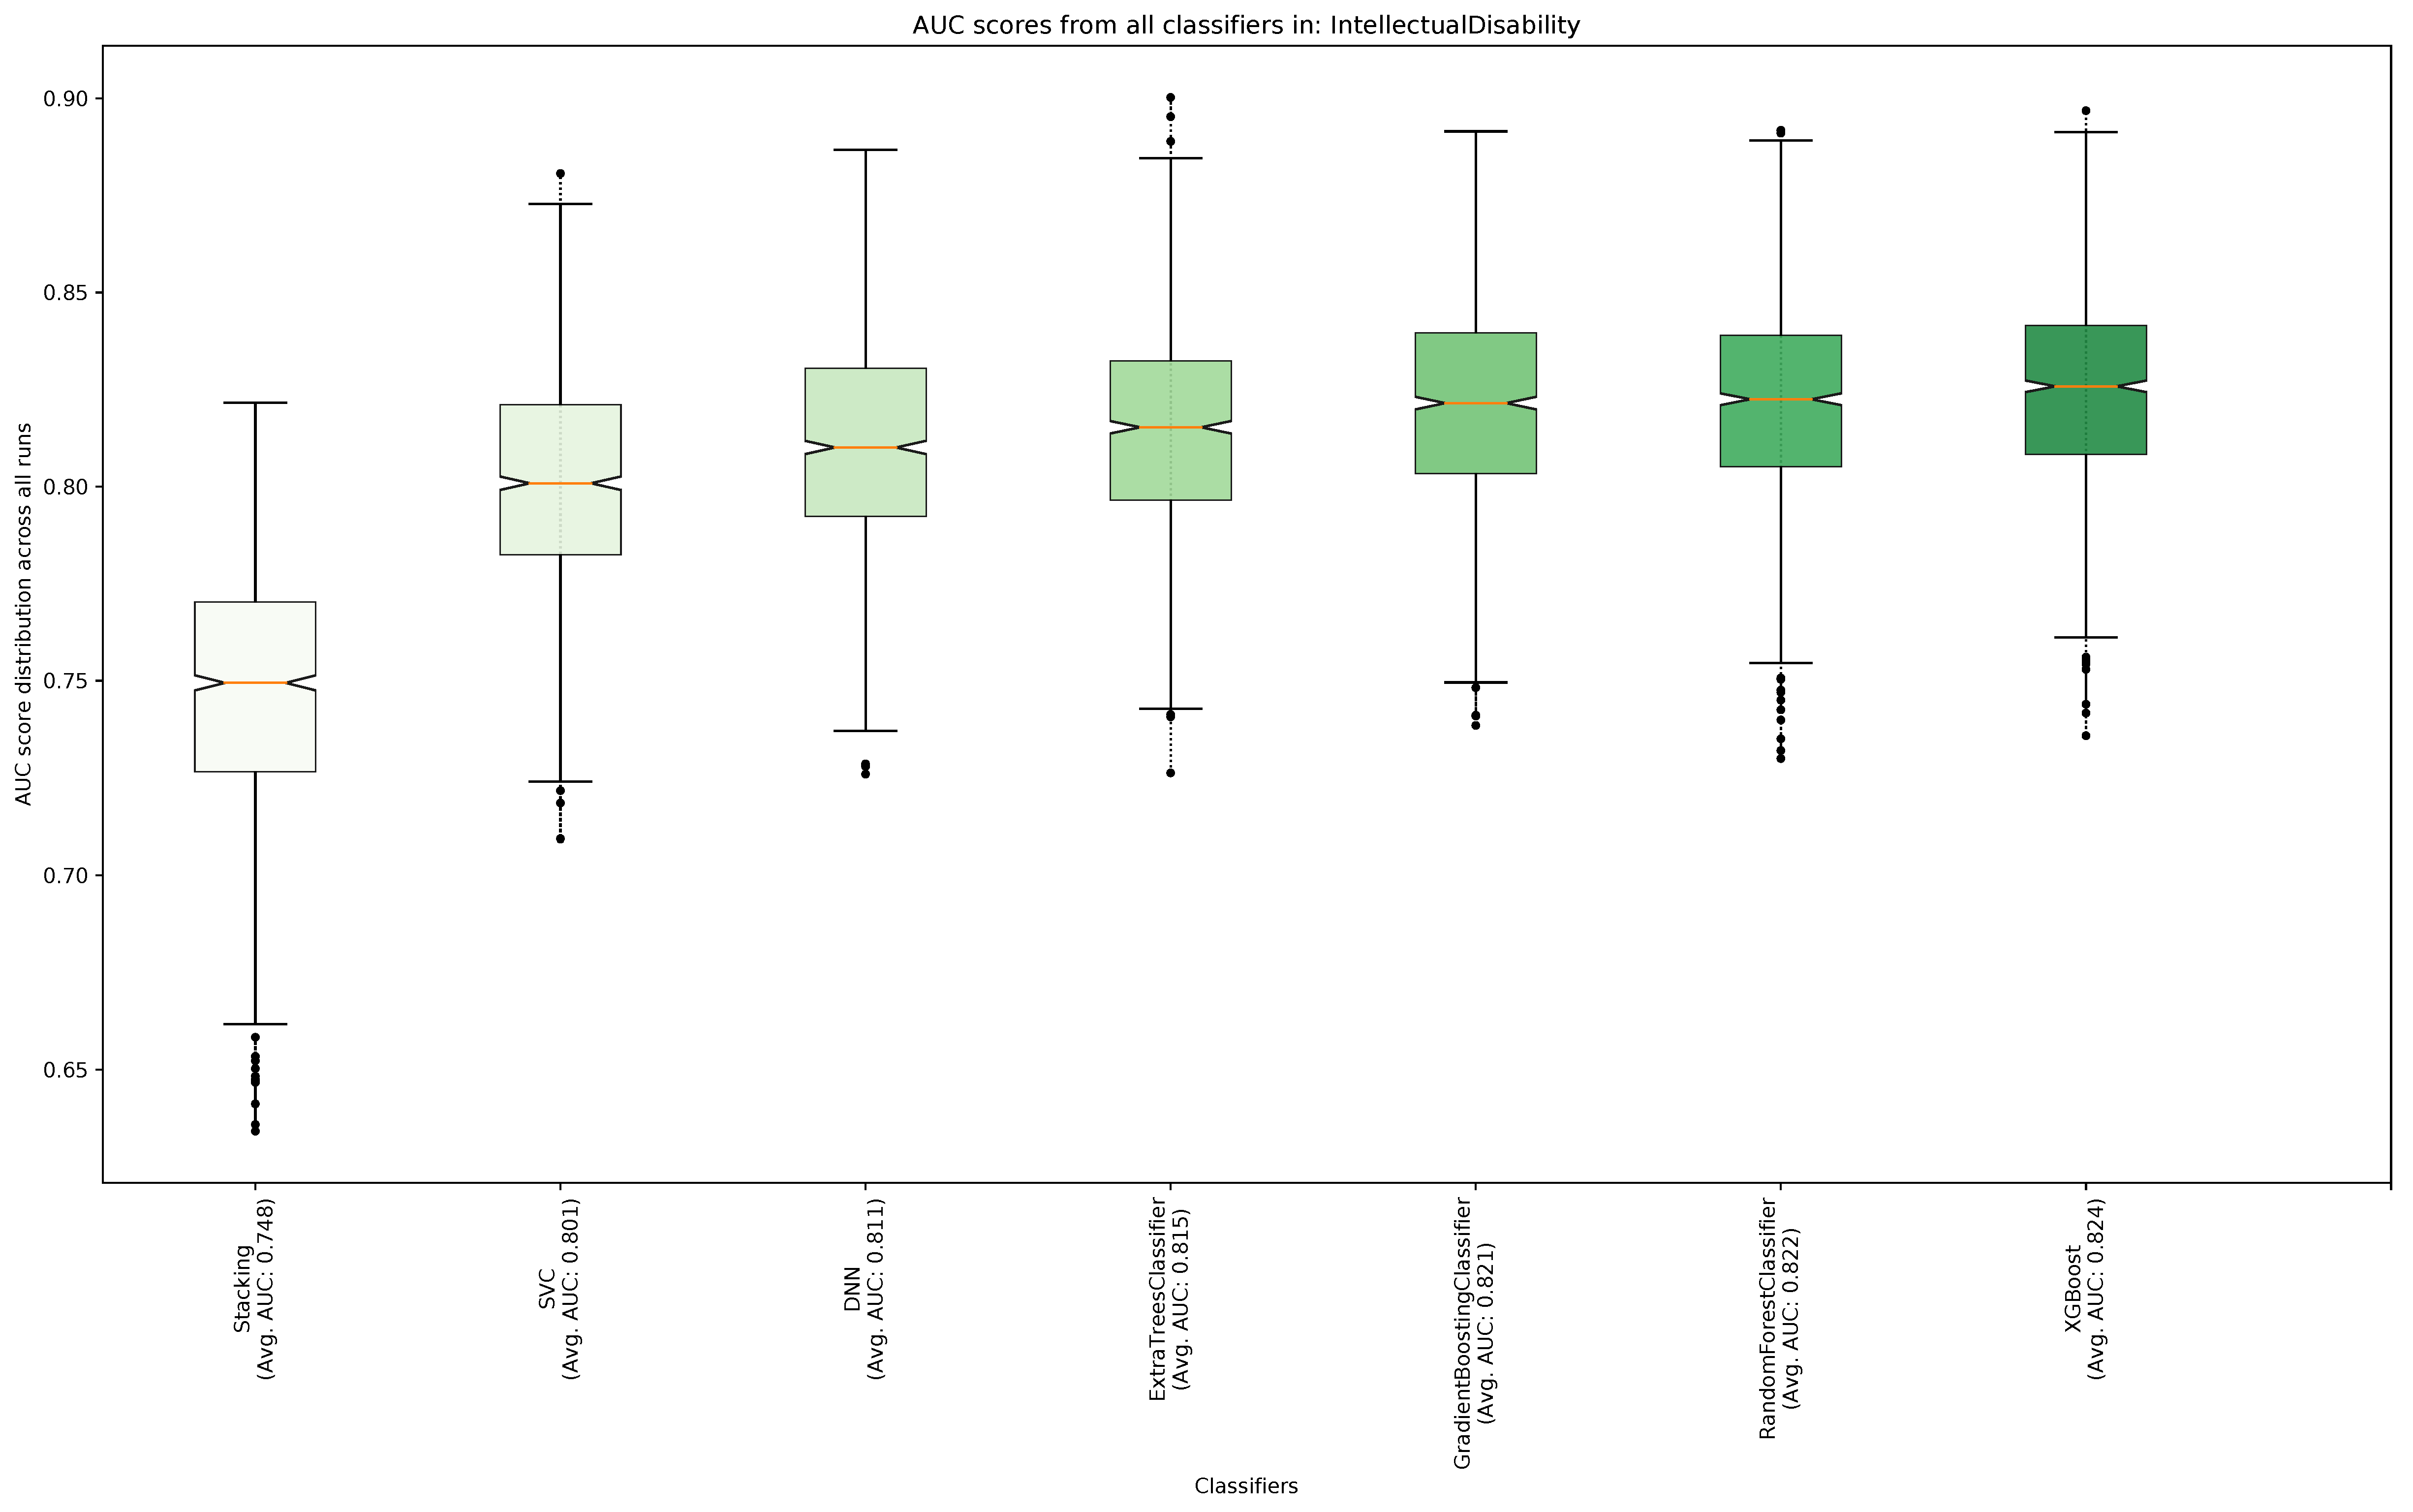 AUC scores from all classifiers in: IntellectualDisability
AUC score distribution across all runs
0.90
0.85
0.80
0.75
0.70
0.65
Stacking
(Avg. AUC: 0.748)
SVC
(Avg. AUC: 0.801)
DNN
(Avg. AUC: 0.811)
ExtraTreesClassifier
(Avg. AUC: 0.815)
GradientBoostingClassifier
(Avg. AUC: 0.821)
RandomForestClassifier
(Avg. AUC: 0.822)
XGBoost
(Avg. AUC: 0.824)
Classifiers